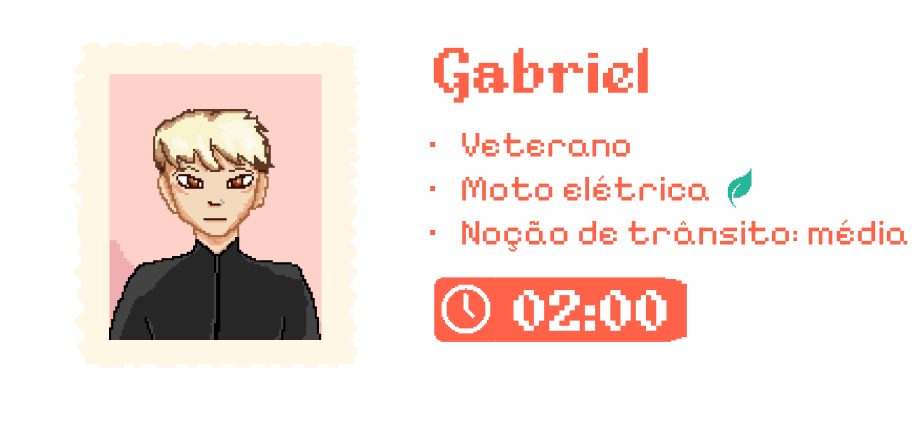 Gabriel
· Veterano
· Moto elétrica
· Noção de trânsito: média
02:00